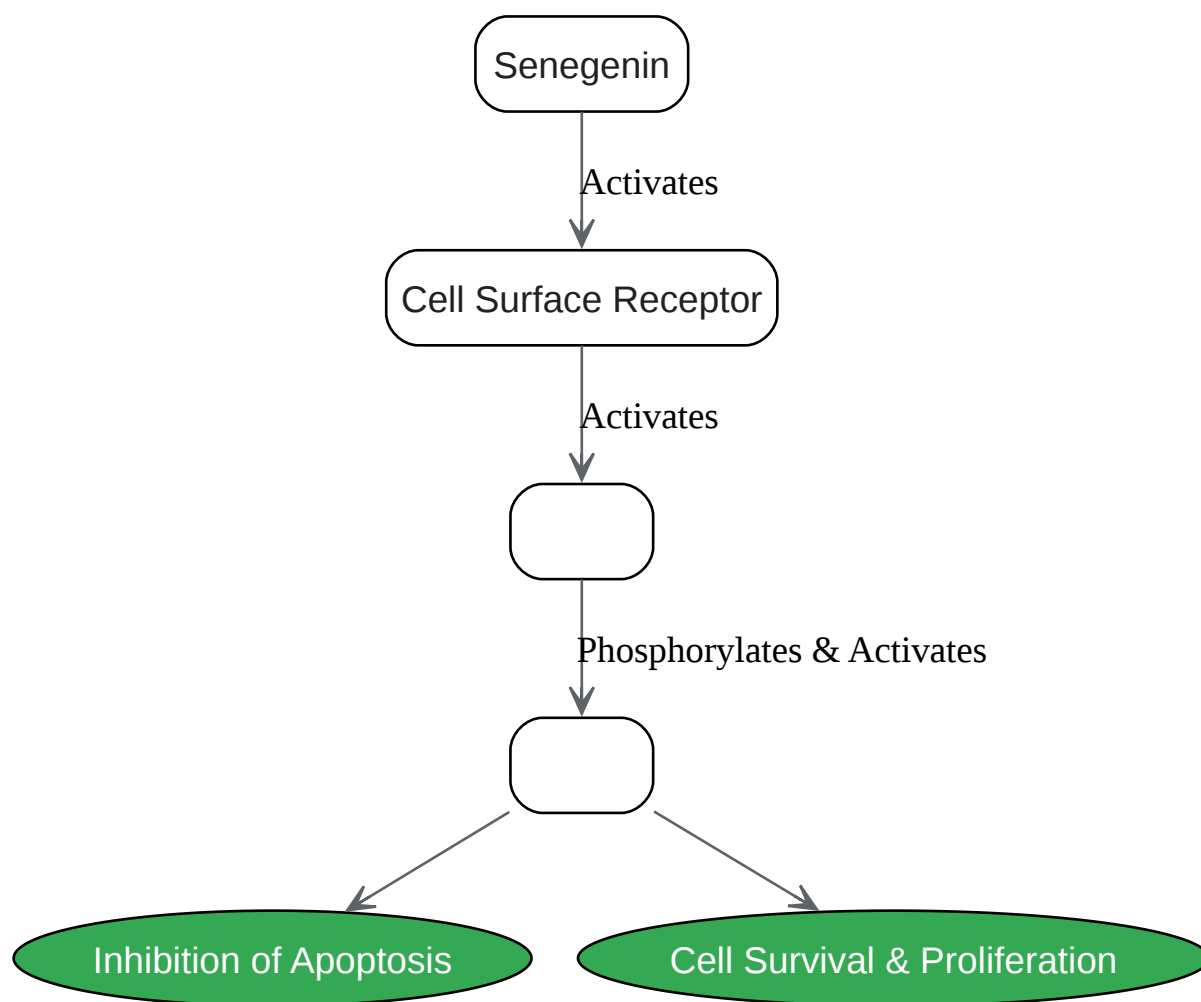 Senegenin
Activates
Cell Surface Receptor
Activates
Phosphorylates & Activates
Inhibition of Apoptosis
Cell Survival & Proliferation